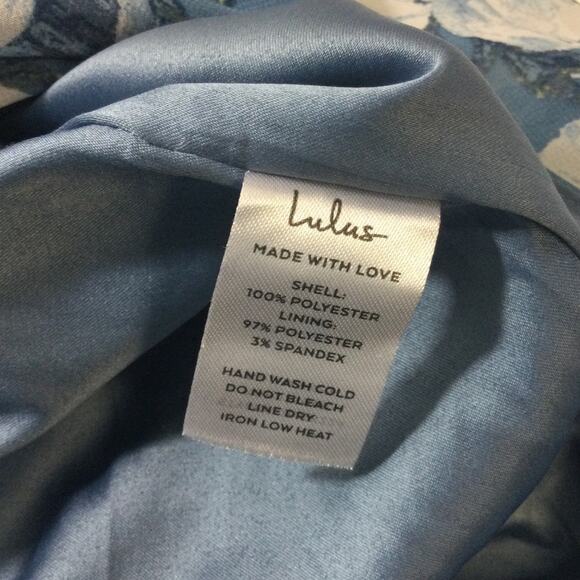 Lulus
MADE WITH LOVE
SHELL:
100% POLYESTER
LINING:
97% POLYESTER
3% SPANDEX
HAND WASH COLD
DO NOT BLEACH
LINE DRY
IRON LOW HEAT